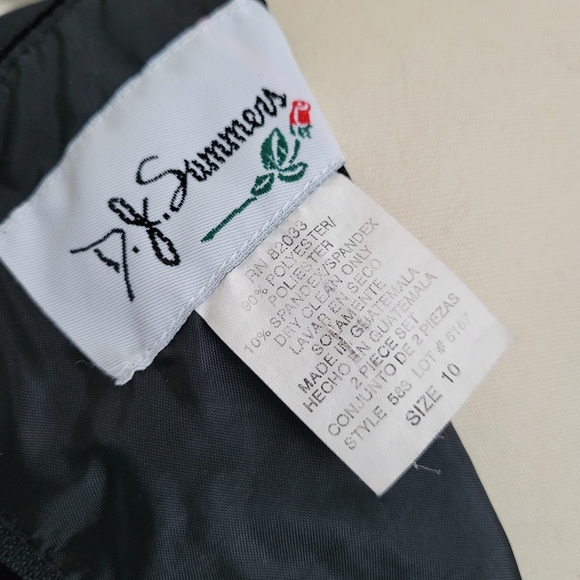 D.J. Summers
RN 82033
90% POLYESTER/
POLIESTER
10% SPANDEX/SPANDEX
DRY CLEAN ONLY
LAVAR EN SECO
SOLAMENTE
MADE IN GUATEMALA
HECHO EN GUATEMALA
2 PIECE SET
CONJUNTO DE 2 PIEZAS
STYLE 583 LOT # 6167
SIZE 10